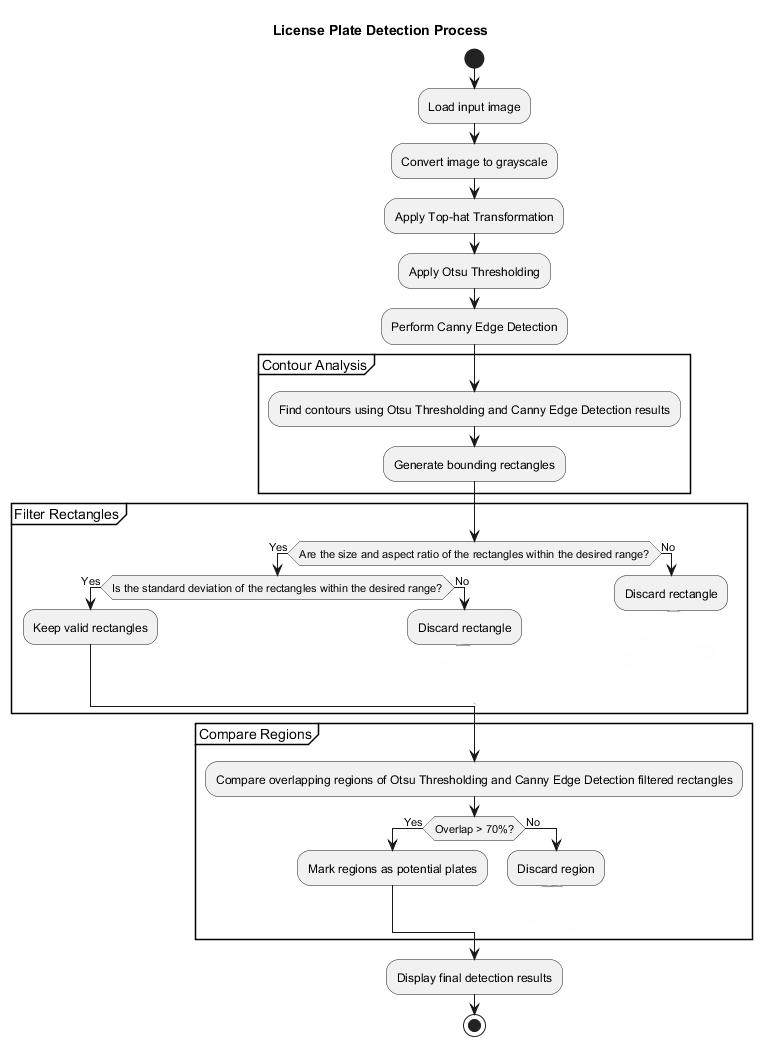 License Plate Detection Process
Load input image
Convert image to grayscale
Apply Top-hat Transformation
Apply Otsu Thresholding
Perform Canny Edge Detection
Contour Analysis
Find contours using Otsu Thresholding and Canny Edge Detection results
Generate bounding rectangles
Filter Rectangles
Are the size and aspect ratio of the rectangles within the desired range?
Yes
No
Is the standard deviation of the rectangles within the desired range?
Yes
No
Discard rectangle
Keep valid rectangles
Discard rectangle
Compare Regions
Compare overlapping regions of Otsu Thresholding and Canny Edge Detection filtered rectangles
Overlap > 70%?
Yes
No
Mark regions as potential plates
Discard region
Display final detection results